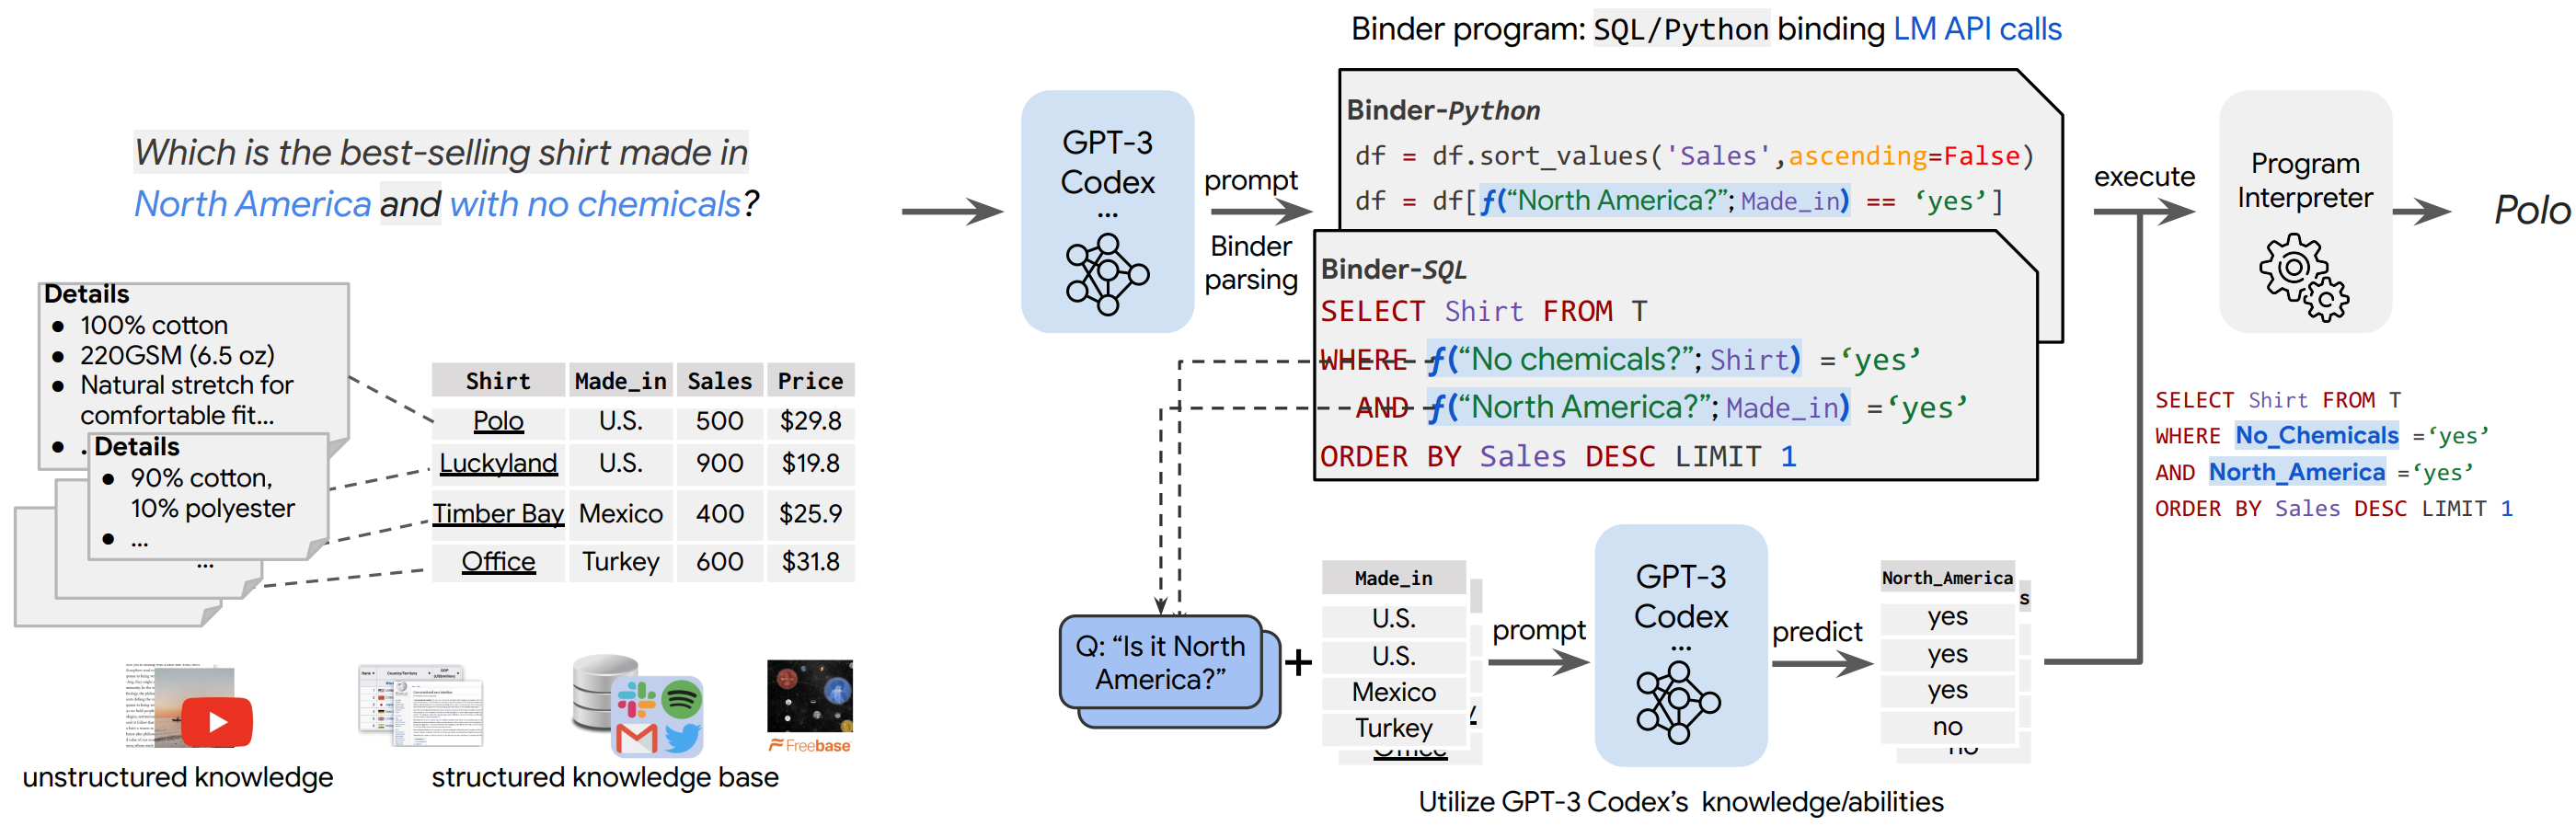 Binder program: SQL/Python binding LM API calls
Which is the best-selling shirt made in
North America and with no chemicals?
GPT-3
Codex
...
prompt
Binder
parsing
Binder-Python
df = df.sort_values('Sales',ascending=False)
df = df[ƒ(“North America?”; Made_in) == ‘yes’]
Binder-SQL
SELECT Shirt FROM T
WHERE ƒ(“No chemicals?”; Shirt) =‘yes’
AND ƒ(“North America?”; Made_in) =‘yes’
ORDER BY Sales DESC LIMIT 1
execute
Program
Interpreter
Polo
Details
● 100% cotton
● 220GSM (6.5 oz)
● Natural stretch for
comfortable fit...
● .
Details
● 90% cotton,
10% polyester
● ...
...
Shirt Made_in Sales Price
Polo U.S. 500 $29.8
Luckyland U.S. 900 $19.8
Timber Bay Mexico 400 $25.9
Office Turkey 600 $31.8
SELECT Shirt FROM T
WHERE No_Chemicals =‘yes’
AND North_America =‘yes’
ORDER BY Sales DESC LIMIT 1
Q: “Is it North
America?”
+
Made_in
U.S.
U.S.
Mexico
Turkey
Office
prompt
GPT-3
Codex
...
predict
North_America
s
yes
yes
yes
no
no
Freebase
unstructured knowledge
structured knowledge base
Utilize GPT-3 Codex’s knowledge/abilities